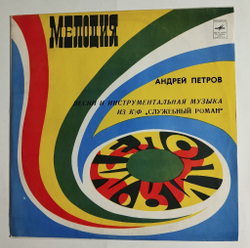 МЕЛОДИЯ
АНДРЕЙ ПЕТРОВ
ПЕСНИ И ИНСТРУМЕНТАЛЬНАЯ МУЗЫКА
ИЗ К/Ф „СЛУЖЕБНЫЙ РОМАН"